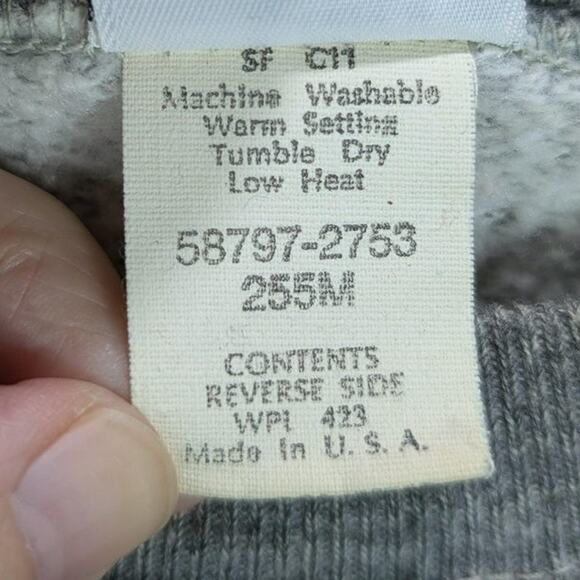 SF C11
Machine Washable
Warm Setting
Tumble Dry
Low Heat
58797-2753
255M
CONTENTS
REVERSE SIDE
WPL 423
Made In U. S. A.